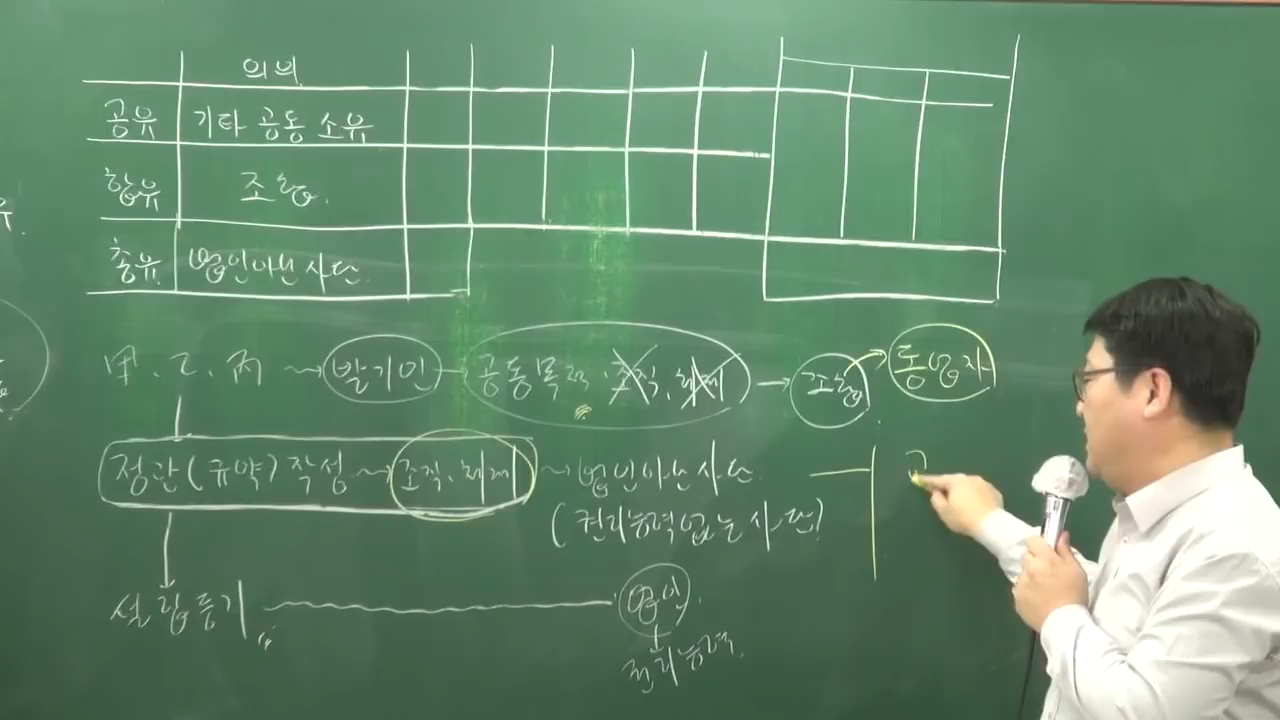 의의
공유 기타 공동 소유
합유 조합.
총유 법인아닌 사단.
甲. 乙. 丙 → 발기인 공동목적, 조직, 체계 → 조합 → 동업자
정관(규약)작성 → 조직, 체계 → 법인아닌 사단.
(권리능력없는 사단)
설립등기 법인.
권리능력.